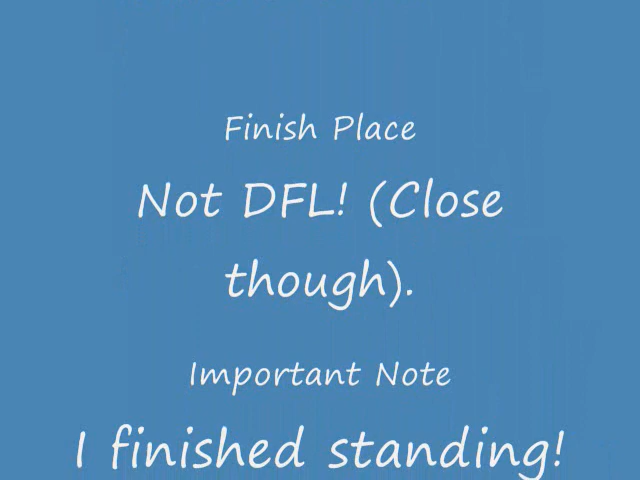 Finish Place
Not DFL! (Close
though).
Important Note
I finished standing!